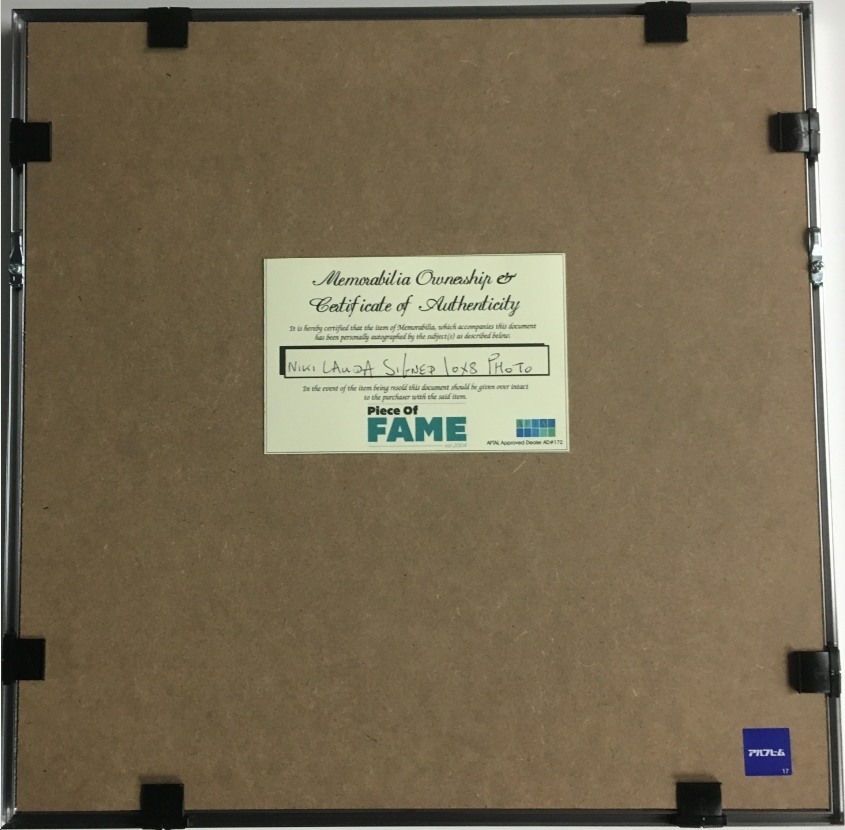 Memorabilia Ownership &
Certificate of Authenticity
It is hereby certified that the item of Memorabilia, which accompanies this document
has been personally autographed by the subject(s) as described below.
NIKI LAUDA SIGNED 10X8 PHOTO
In the event of the item being resold this document should be given over intact
to the purchaser with the said item.
Piece Of
FAME
est.2004
AFTAL Approved Dealer AD#172
アルフレーム
17